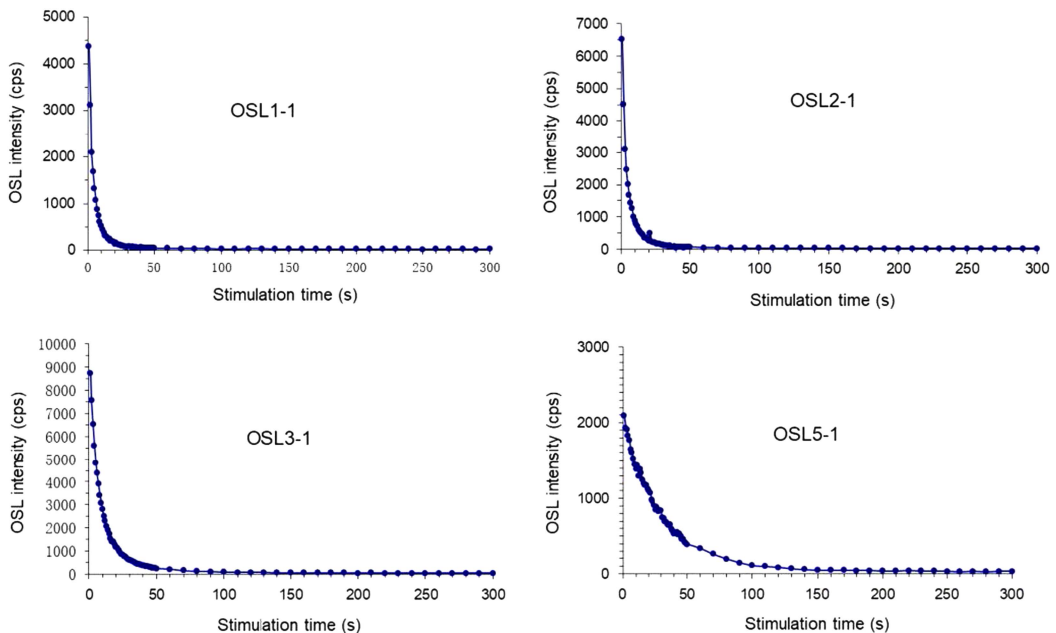 5000
4000
3000
2000
1000
0
OSL intensity (cps)
OSL1-1
0 50 100 150 200 250 300
Stimulation time (s)
7000
6000
5000
4000
3000
2000
1000
0
OSL intensity (cps)
OSL2-1
0 50 100 150 200 250 300
Stimulation time (s)
10000
9000
8000
7000
6000
5000
4000
3000
2000
1000
0
OSL intensity (cps)
OSL3-1
0 50 100 150 200 250 300
Stimulation time (s)
3000
2000
1000
0
OSL intensity (cps)
OSL5-1
0 50 100 150 200 250 300
Stimulation time (s)